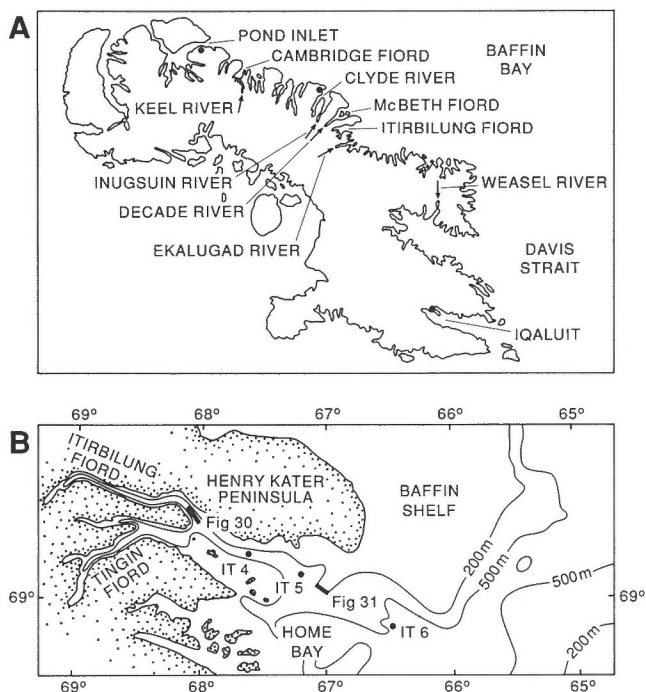 A
POND INLET
CAMBRIDGE FIORD
CLYDE RIVER
McBETH FIORD
ITIRBILUNG FIORD
BAFFIN
BAY
KEEL RIVER
INUGSUIN RIVER
DECADE RIVER
EKALUGAD RIVER
WEASEL RIVER
DAVIS
STRAIT
IQALUIT
B
69° 68° 67° 66° 65°
ITIRBILUNG
FIORD
HENRY KATER
PENINSULA
BAFFIN
SHELF
Fig 30
TINGIN
FIORD
IT 4
IT 5
Fig 31
IT 6
HOME
BAY
200m
500m
500m
200m
69°
69°
69° 68° 67° 66° 65°